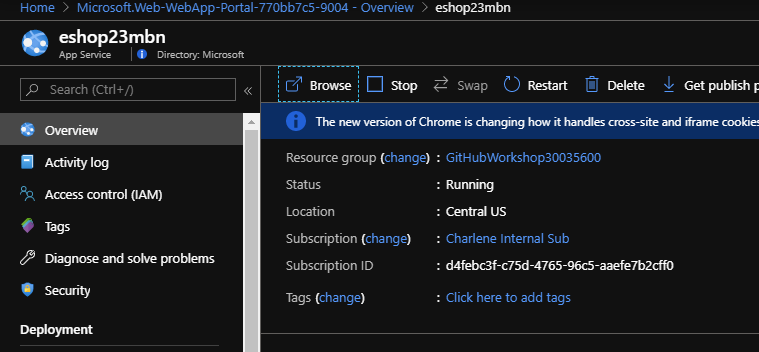 Home > Microsoft.Web-WebApp-Portal-770bb7c5-9004 - Overview > eshop23mbn
eshop23mbn
App Service | Directory: Microsoft
Search (Ctrl+/) «
Overview
Activity log
Access control (IAM)
Tags
Diagnose and solve problems
Security
Deployment
Browse Stop Swap Restart Delete Get publish p
The new version of Chrome is changing how it handles cross-site and iframe cookies
Resource group (change) : GitHubWorkshop30035600
Status : Running
Location : Central US
Subscription (change) : Charlene Internal Sub
Subscription ID : d4febc3f-c75d-4765-96c5-aaefe7b2cff0
Tags (change) : Click here to add tags